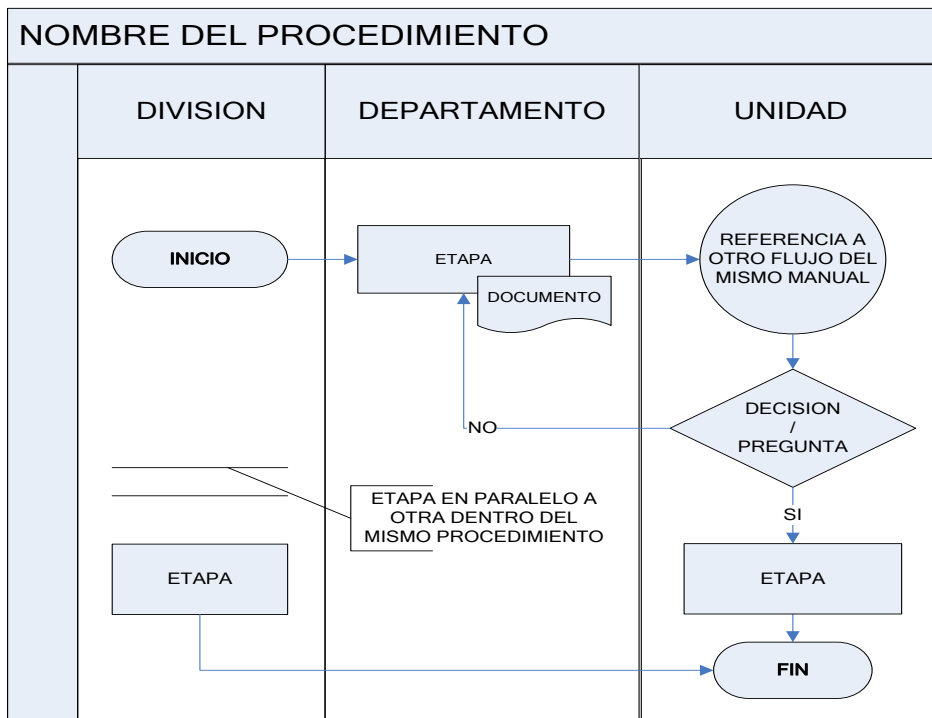 NOMBRE DEL PROCEDIMIENTO
DIVISION
DEPARTAMENTO
UNIDAD
INICIO
ETAPA
DOCUMENTO
REFERENCIA A
OTRO FLUJO DEL
MISMO MANUAL
DECISION
/
PREGUNTA
NO
SI
ETAPA EN PARALELO A
OTRA DENTRO DEL
MISMO PROCEDIMIENTO
ETAPA
ETAPA
FIN